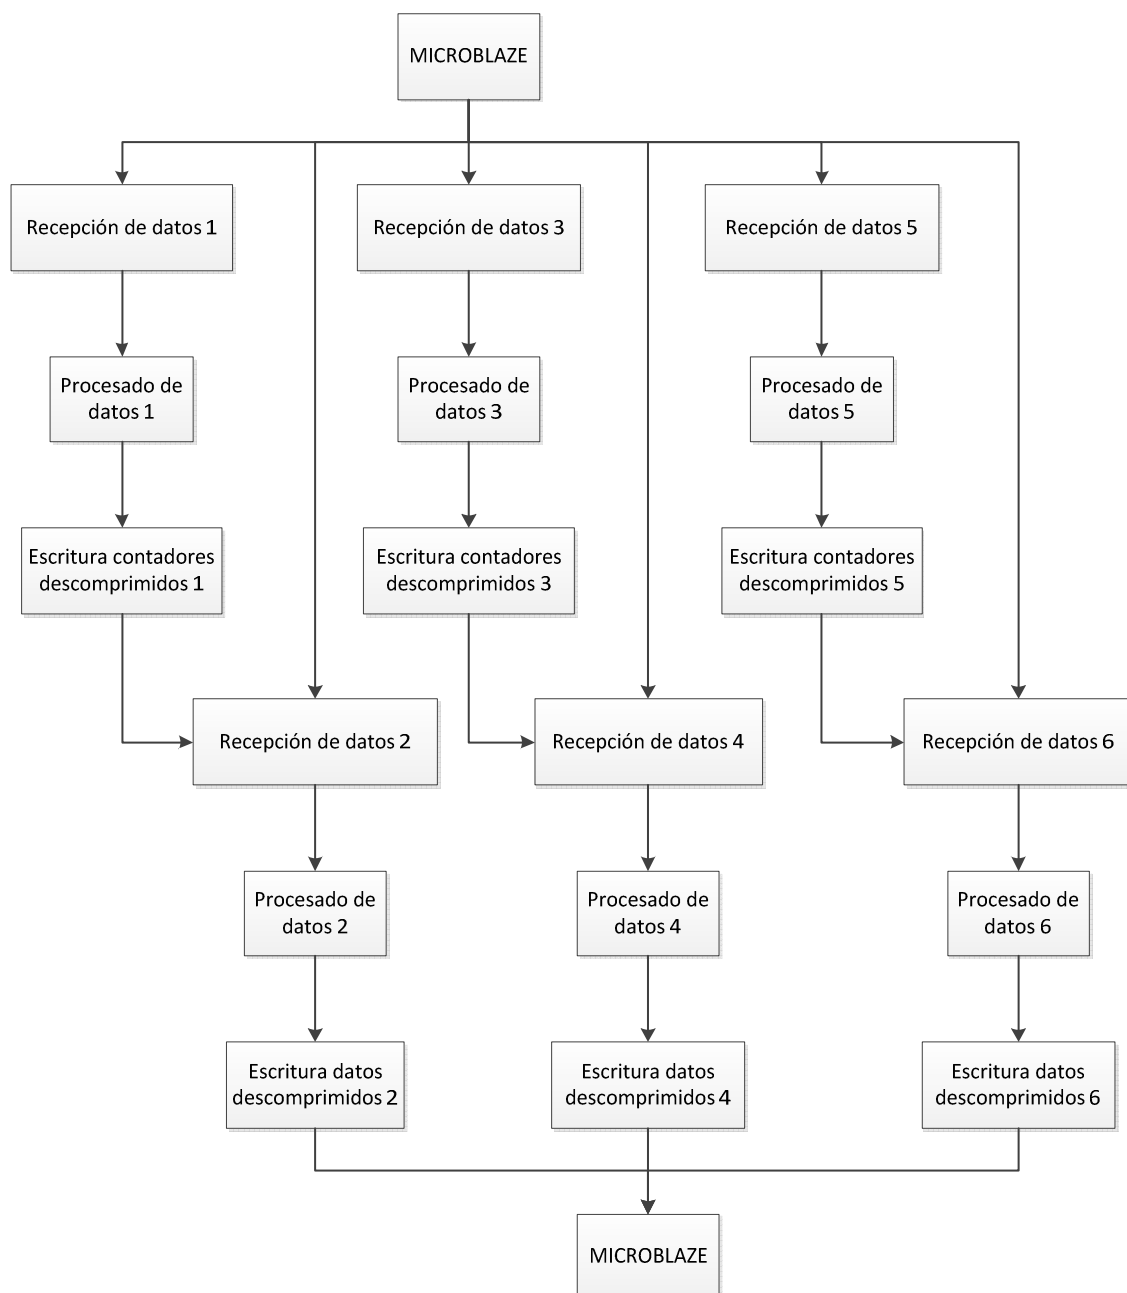 MICROBLAZE
Recepción de datos 1
Recepción de datos 3
Recepción de datos 5
Procesado de
datos 1
Procesado de
datos 3
Procesado de
datos 5
Escritura contadores
descomprimidos 1
Escritura contadores
descomprimidos 3
Escritura contadores
descomprimidos 5
Recepción de datos 2
Recepción de datos 4
Recepción de datos 6
Procesado de
datos 2
Procesado de
datos 4
Procesado de
datos 6
Escritura datos
descomprimidos 2
Escritura datos
descomprimidos 4
Escritura datos
descomprimidos 6
MICROBLAZE